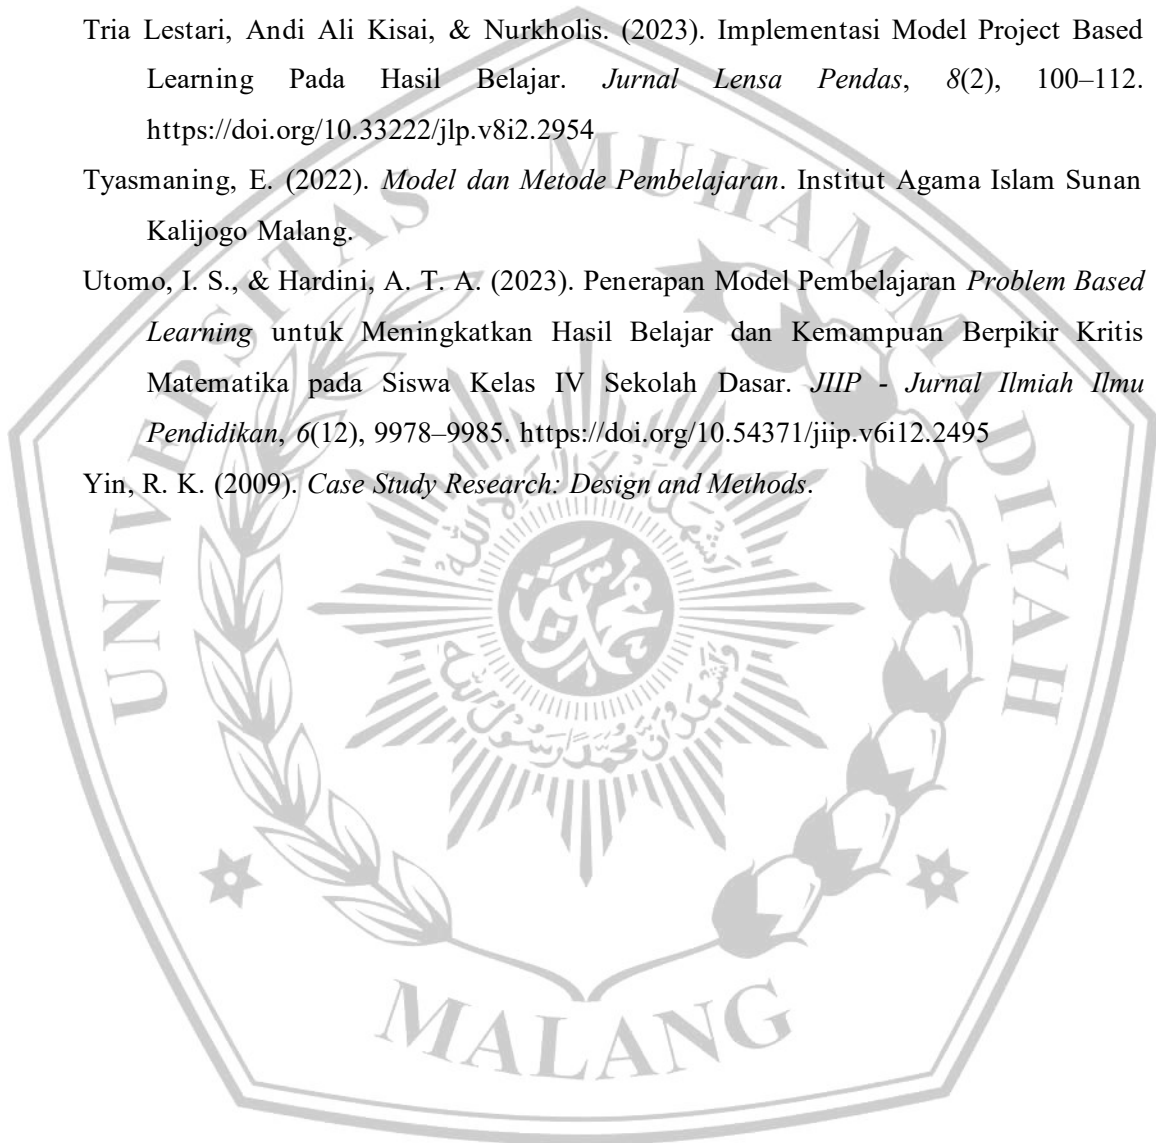 Tria Lestari, Andi Ali Kisai, & Nurkholis. (2023). Implementasi Model Project Based
Learning Pada Hasil Belajar. Jurnal Lensa Pendas, 8(2), 100–112.
https://doi.org/10.33222/jlp.v8i2.2954
Tyasmaning, E. (2022). Model dan Metode Pembelajaran. Institut Agama Islam Sunan
Kalijogo Malang.
Utomo, I. S., & Hardini, A. T. A. (2023). Penerapan Model Pembelajaran Problem Based
Learning untuk Meningkatkan Hasil Belajar dan Kemampuan Berpikir Kritis
Matematika pada Siswa Kelas IV Sekolah Dasar. JIIP - Jurnal Ilmiah Ilmu
Pendidikan, 6(12), 9978–9985. https://doi.org/10.54371/jiip.v6i12.2495
Yin, R. K. (2009). Case Study Research: Design and Methods.
UNIVERSITAS MUHAMMADIYAH
MALANG